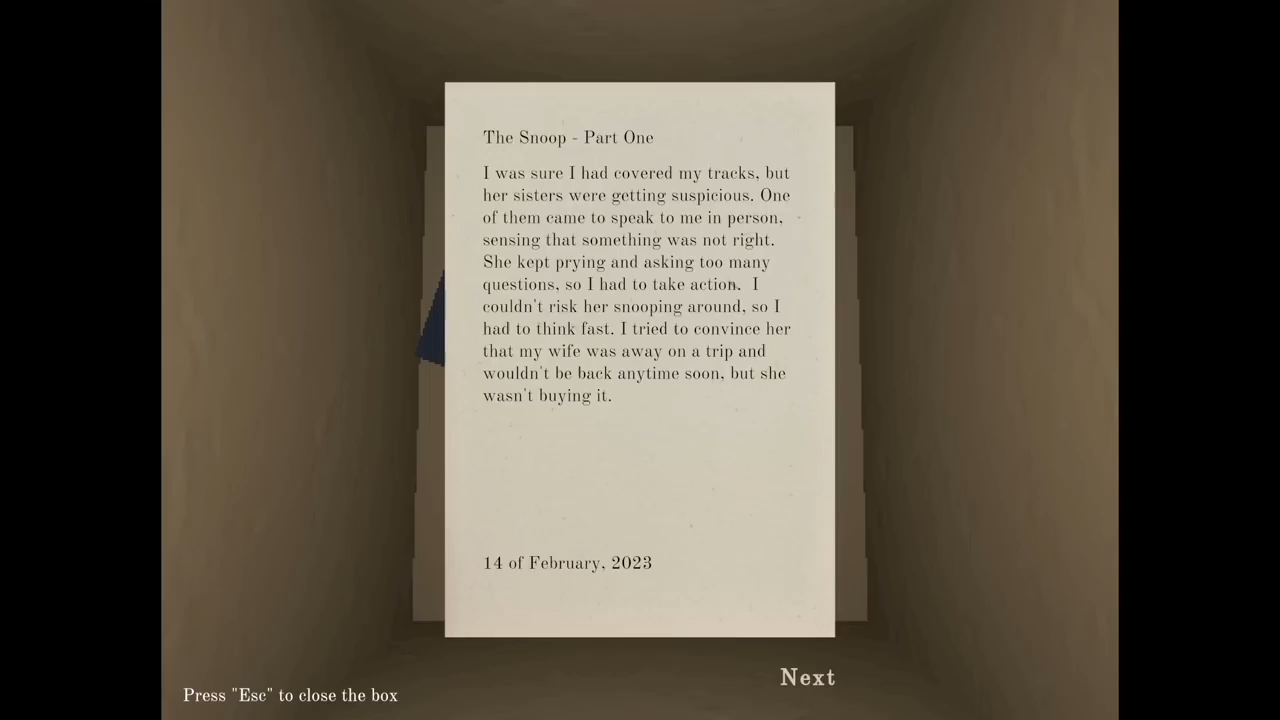 The Snoop - Part One
I was sure I had covered my tracks, but
her sisters were getting suspicious. One
of them came to speak to me in person,
sensing that something was not right.
She kept prying and asking too many
questions, so I had to take action.  I
couldn't risk her snooping around, so I
had to think fast. I tried to convince her
that my wife was away on a trip and
wouldn't be back anytime soon, but she
wasn't buying it.
14 of February, 2023
Next
Press "Esc" to close the box